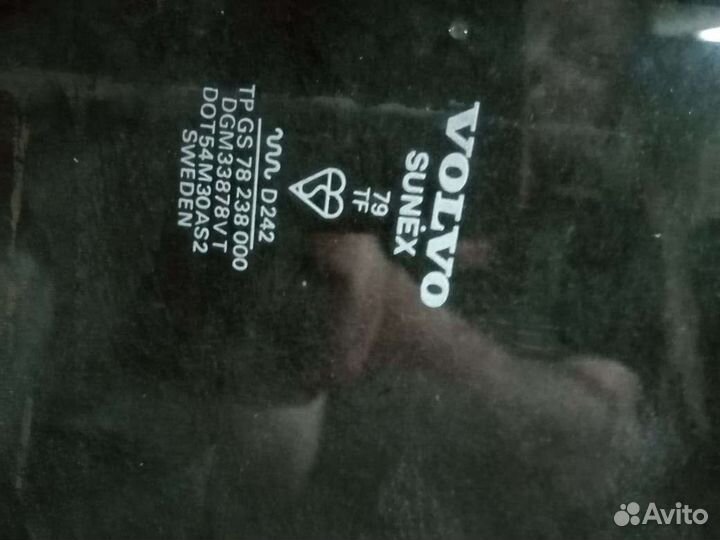 VOLVO
SUNEX
79
TF
D242
TP GS 78 238 000
DGM33878VT
DOT54M30AS2
SWEDEN
Avito